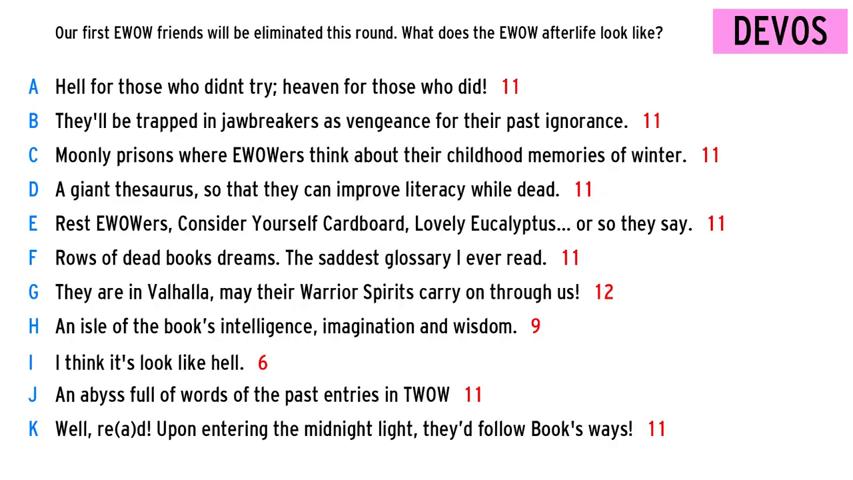 Our first EWOW friends will be eliminated this round. What does the EWOW afterlife look like?
DEVOS
A Hell for those who didnt try; heaven for those who did! 11
B They'll be trapped in jawbreakers as vengeance for their past ignorance. 11
C Moonly prisons where EWOWers think about their childhood memories of winter. 11
D A giant thesaurus, so that they can improve literacy while dead. 11
E Rest EWOWers, Consider Yourself Cardboard, Lovely Eucalyptus... or so they say. 11
F Rows of dead books dreams. The saddest glossary I ever read. 11
G They are in Valhalla, may their Warrior Spirits carry on through us! 12
H An isle of the book’s intelligence, imagination and wisdom. 9
I I think it's look like hell. 6
J An abyss full of words of the past entries in TWOW 11
K Well, re(a)d! Upon entering the midnight light, they’d follow Book's ways! 11